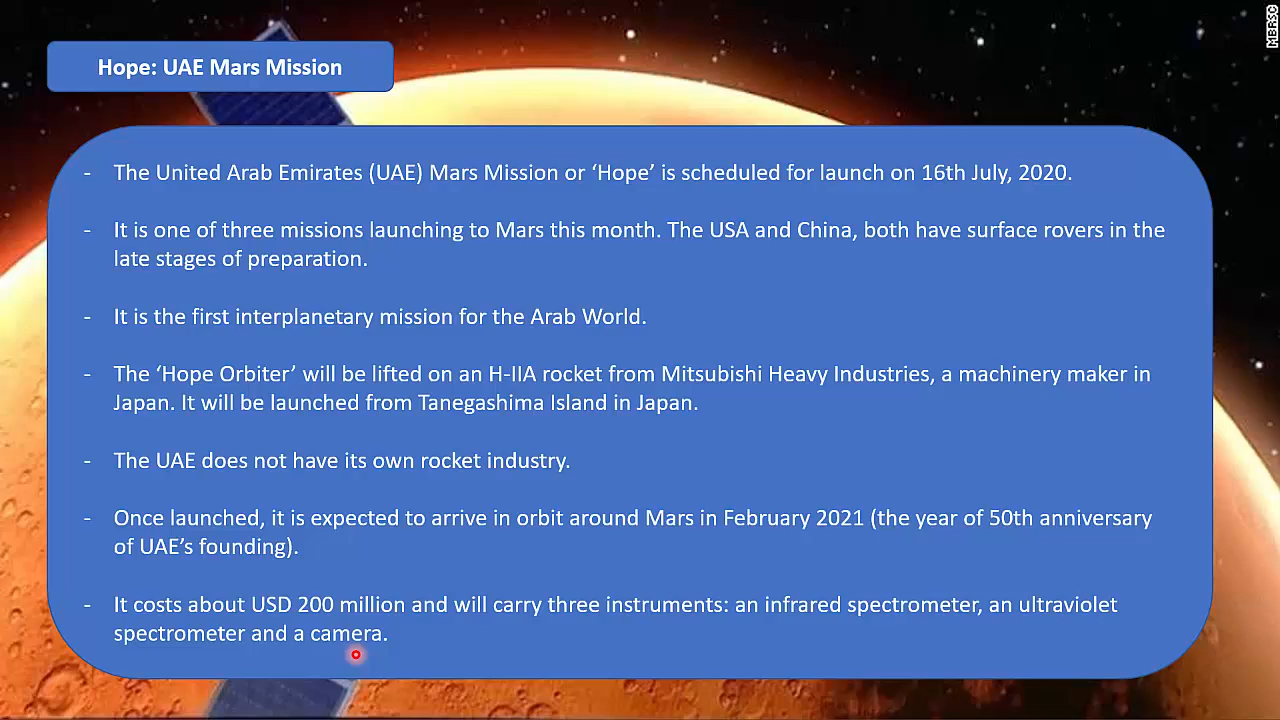 MBRSC
Hope: UAE Mars Mission
- The United Arab Emirates (UAE) Mars Mission or ‘Hope’ is scheduled for launch on 16th July, 2020.
- It is one of three missions launching to Mars this month. The USA and China, both have surface rovers in the
late stages of preparation.
- It is the first interplanetary mission for the Arab World.
- The ‘Hope Orbiter’ will be lifted on an H-IIA rocket from Mitsubishi Heavy Industries, a machinery maker in
Japan. It will be launched from Tanegashima Island in Japan.
- The UAE does not have its own rocket industry.
- Once launched, it is expected to arrive in orbit around Mars in February 2021 (the year of 50th anniversary
of UAE’s founding).
- It costs about USD 200 million and will carry three instruments: an infrared spectrometer, an ultraviolet
spectrometer and a camera.